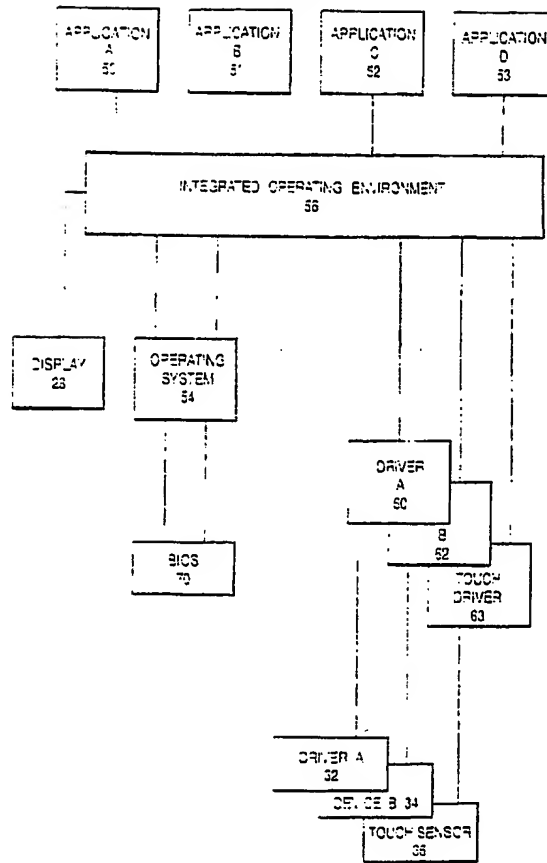 APPLICATION
A
50
APPLICATION
B
51
APPLICATION
C
52
APPLICATION
D
53
INTEGRATED OPERATING ENVIRONMENT
56
DISPLAY
28
OPERATING
SYSTEM
54
DRIVER
A
60
B
62
BIOS
70
TOUCH
DRIVER
63
DRIVER A
32
DEVICE B 34
TOUCH SENSOR